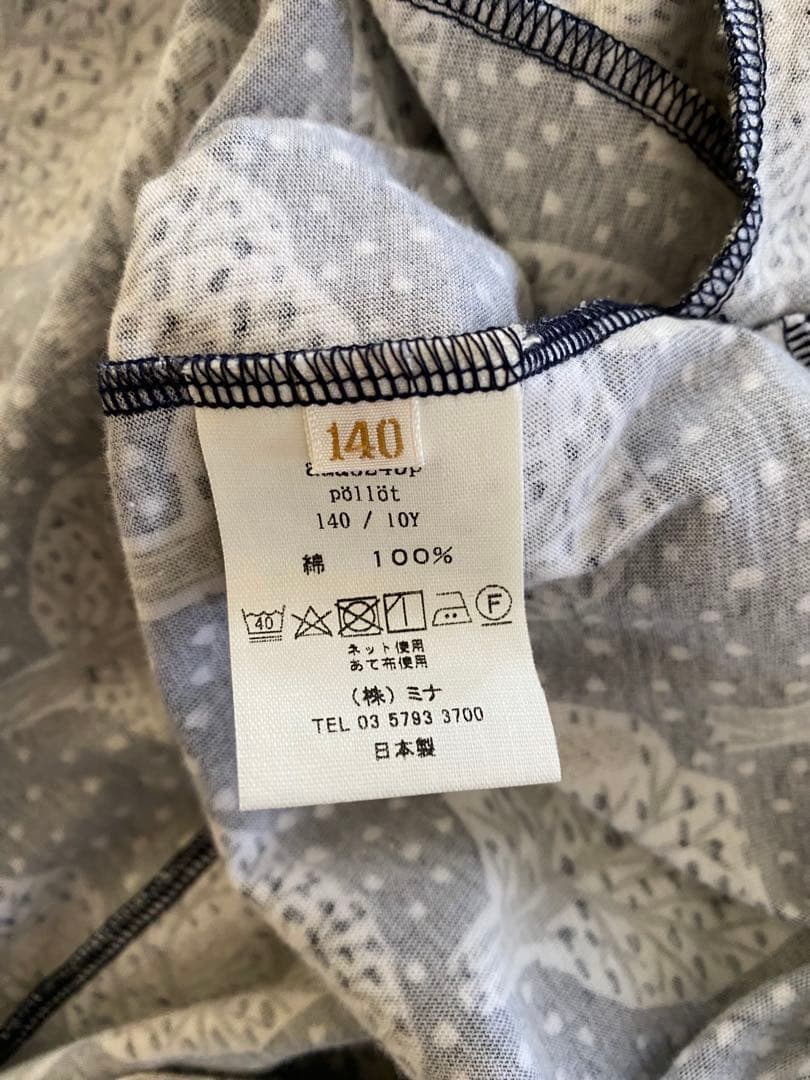 140
pöllöt
140 / 10Y
綿 100%
40 F
ネット使用
あて布使用
(株) ミナ
TEL 03 5793 3700
日本製